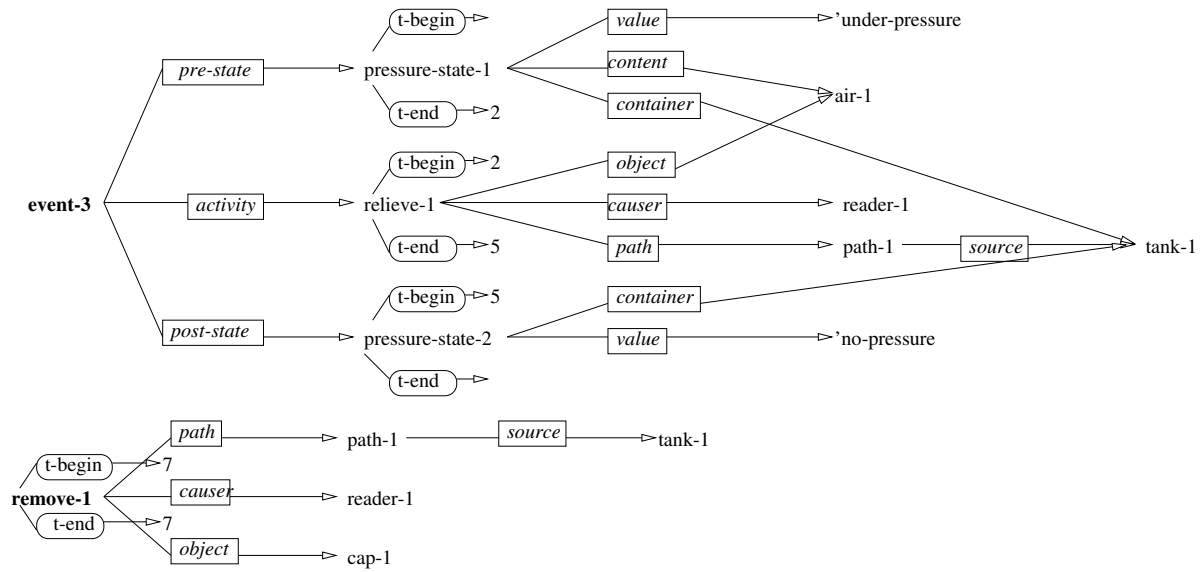 t-begin
value
'under-pressure
pre-state
pressure-state-1
content
air-1
container
t-end
2
t-begin
2
object
event-3
activity
relieve-1
causer
reader-1
t-end
5
path
path-1
source
tank-1
t-begin
5
container
post-state
pressure-state-2
value
'no-pressure
t-end
path
path-1
source
tank-1
t-begin
7
remove-1
causer
reader-1
t-end
7
object
cap-1